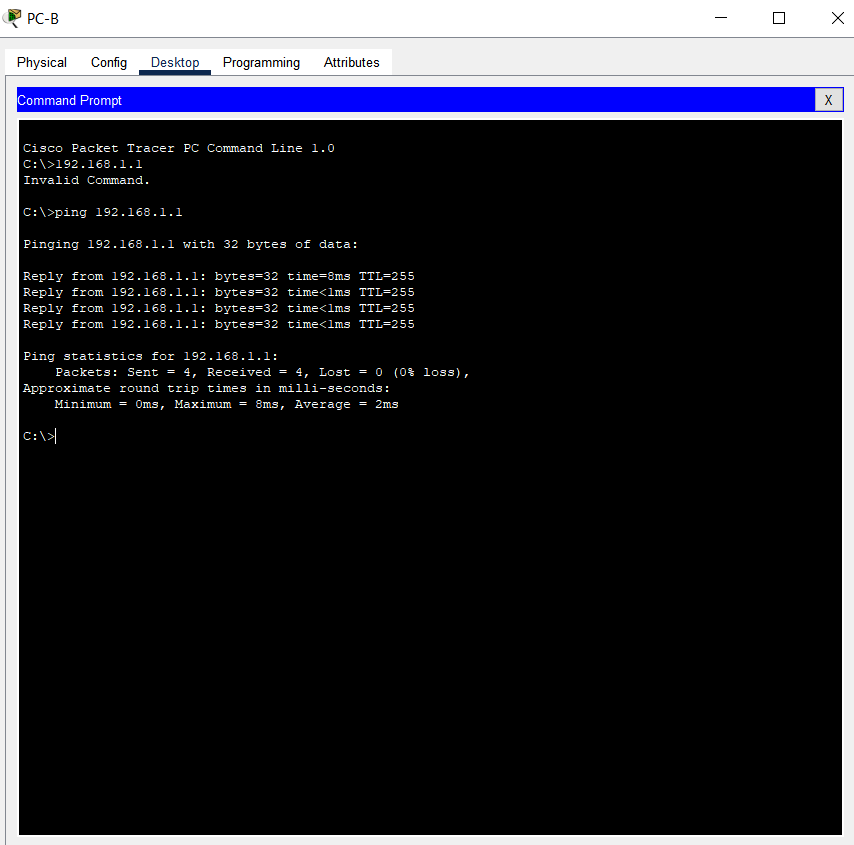 PC-B
Physical Config Desktop Programming Attributes
Command Prompt X
Cisco Packet Tracer PC Command Line 1.0
C:\>192.168.1.1
Invalid Command.
C:\>ping 192.168.1.1
Pinging 192.168.1.1 with 32 bytes of data:
Reply from 192.168.1.1: bytes=32 time=8ms TTL=255
Reply from 192.168.1.1: bytes=32 time<1ms TTL=255
Reply from 192.168.1.1: bytes=32 time<1ms TTL=255
Reply from 192.168.1.1: bytes=32 time<1ms TTL=255
Ping statistics for 192.168.1.1:
    Packets: Sent = 4, Received = 4, Lost = 0 (0% loss),
Approximate round trip times in milli-seconds:
    Minimum = 0ms, Maximum = 8ms, Average = 2ms
C:\>